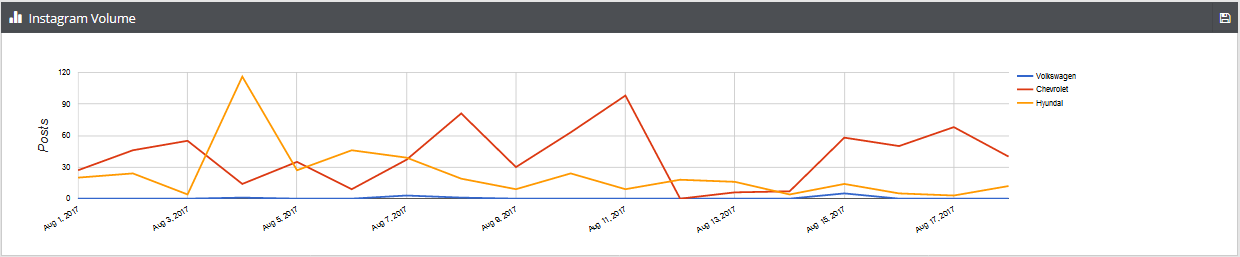 Instagram Volume
120
90
60
30
0
Posts
Aug 1, 2017
Aug 3, 2017
Aug 5, 2017
Aug 7, 2017
Aug 9, 2017
Aug 11, 2017
Aug 13, 2017
Aug 15, 2017
Aug 17, 2017
Volkswagen
Chevrolet
Hyundai